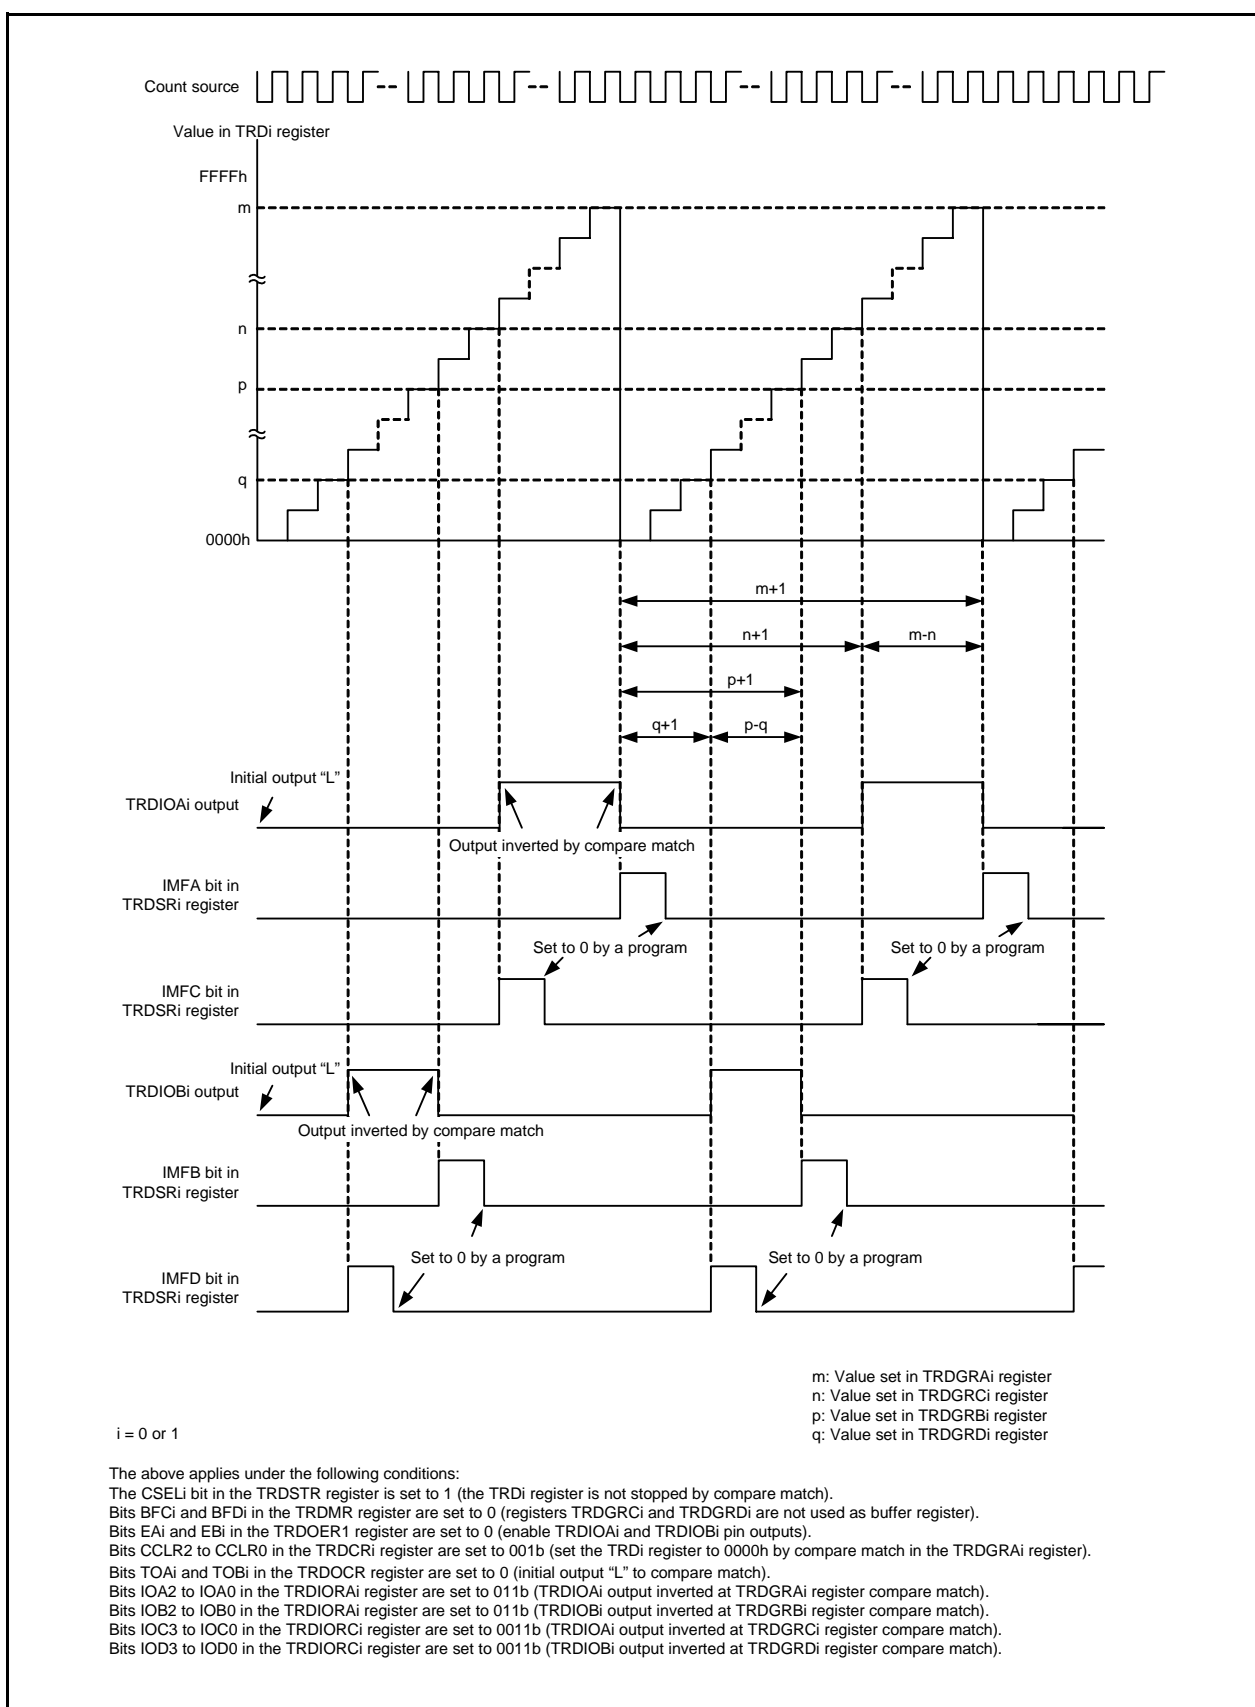 Count source
Value in TRDi register
FFFFh
m
n
p
q
0000h
m+1
n+1
m-n
p+1
q+1
p-q
Initial output “L”
TRDIOAi output
Output inverted by compare match
IMFA bit in
TRDSRi register
Set to 0 by a program
Set to 0 by a program
IMFC bit in
TRDSRi register
Initial output “L”
TRDIOBi output
Output inverted by compare match
IMFB bit in
TRDSRi register
Set to 0 by a program
Set to 0 by a program
IMFD bit in
TRDSRi register
m: Value set in TRDGRAi register
n: Value set in TRDGRCi register
p: Value set in TRDGRBi register
q: Value set in TRDGRDi register
i = 0 or 1
The above applies under the following conditions:
The CSELi bit in the TRDSTR register is set to 1 (the TRDi register is not stopped by compare match).
Bits BFCi and BFDi in the TRDMR register are set to 0 (registers TRDGRCi and TRDGRDi are not used as buffer register).
Bits EAi and EBi in the TRDOER1 register are set to 0 (enable TRDIOAi and TRDIOBi pin outputs).
Bits CCLR2 to CCLR0 in the TRDCRi register are set to 001b (set the TRDi register to 0000h by compare match in the TRDGRAi register).
Bits TOAi and TOBi in the TRDOCR register are set to 0 (initial output “L” to compare match).
Bits IOA2 to IOA0 in the TRDIORAi register are set to 011b (TRDIOAi output inverted at TRDGRAi register compare match).
Bits IOB2 to IOB0 in the TRDIORAi register are set to 011b (TRDIOBi output inverted at TRDGRBi register compare match).
Bits IOC3 to IOC0 in the TRDIORCi register are set to 0011b (TRDIOAi output inverted at TRDGRCi register compare match).
Bits IOD3 to IOD0 in the TRDIORCi register are set to 0011b (TRDIOBi output inverted at TRDGRDi register compare match).